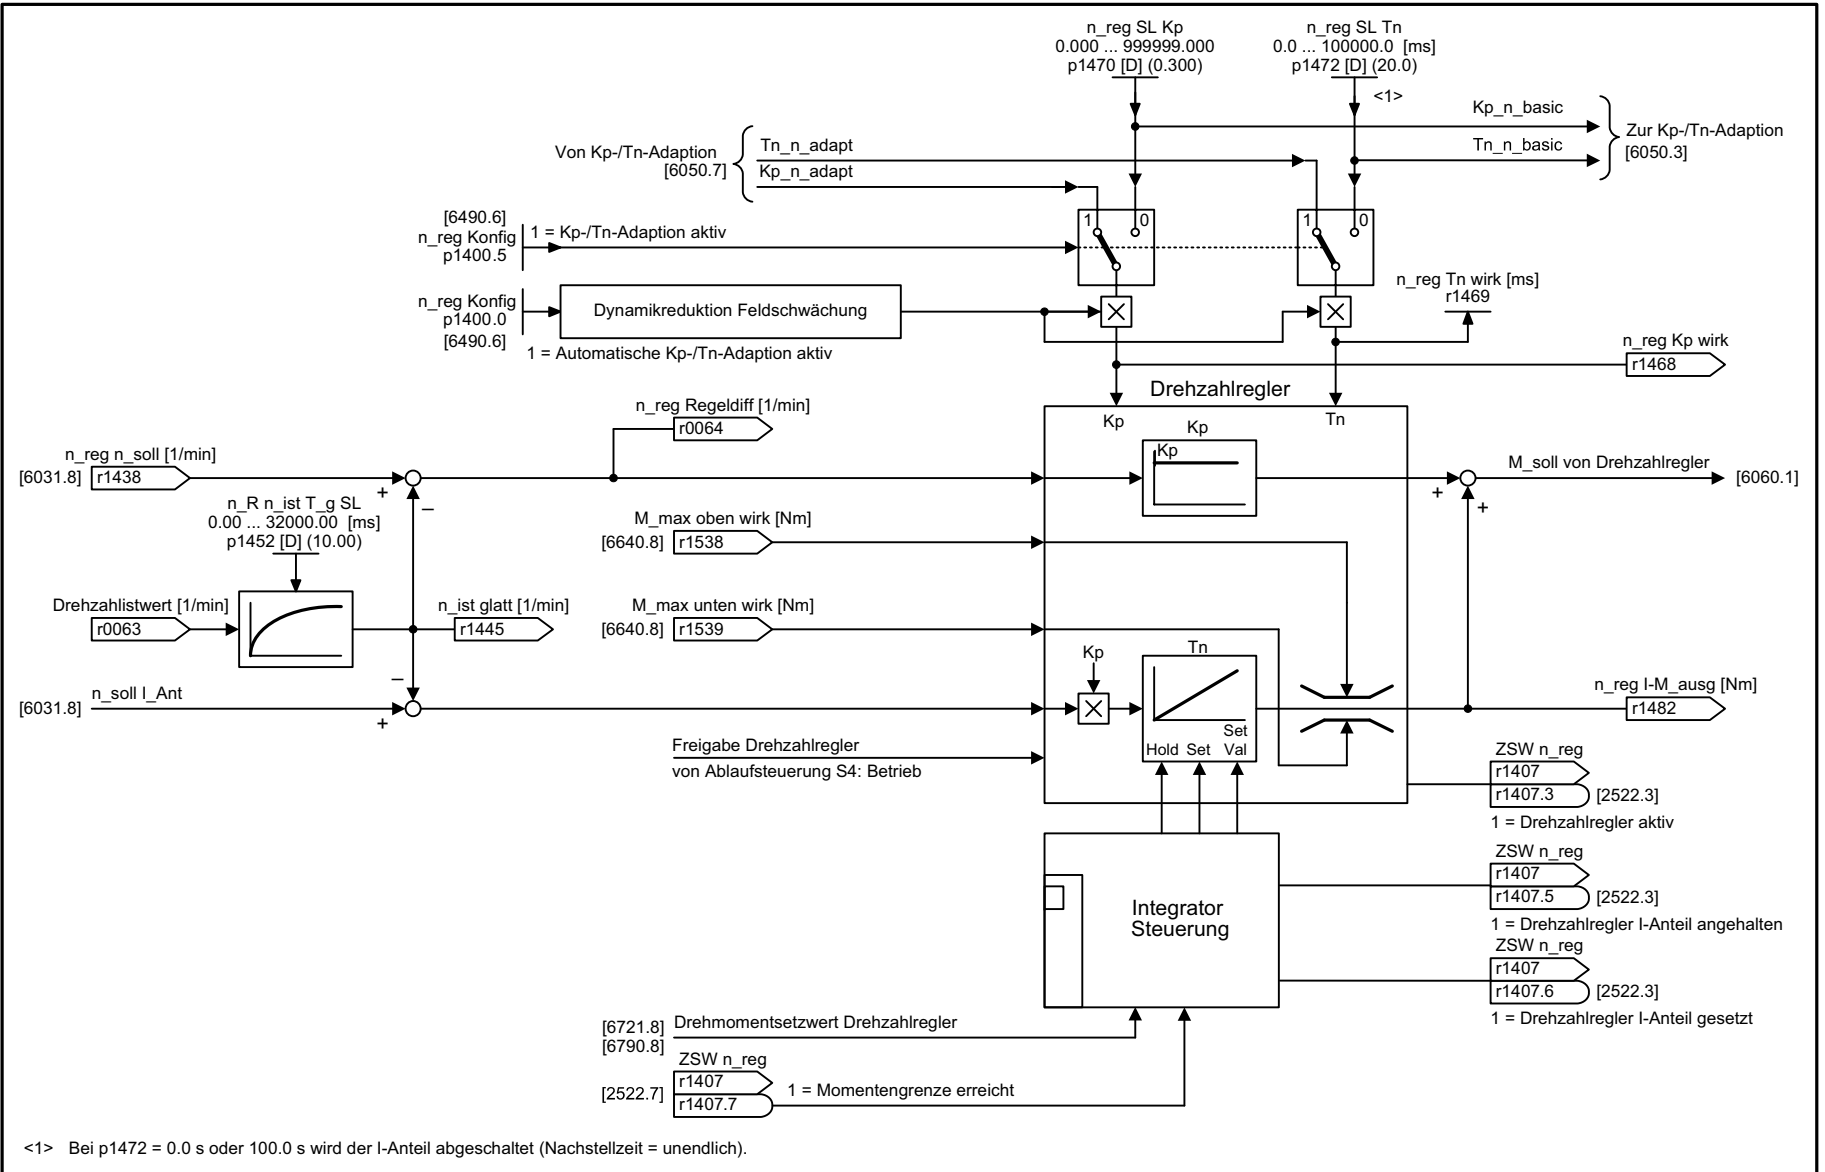 n_reg SL Kp
0.000 ... 999999.000
p1470 [D] (0.300)
n_reg SL Tn
0.0 ... 100000.0 [ms]
p1472 [D] (20.0)
<1>
Kp_n_basic
Tn_n_basic
Zur Kp-/Tn-Adaption
[6050.3]
Von Kp-/Tn-Adaption
[6050.7]
Tn_n_adapt
Kp_n_adapt
1 0
1 0
[6490.6]
n_reg Konfig
p1400.5
1 = Kp-/Tn-Adaption aktiv
n_reg Konfig
p1400.0
[6490.6]
Dynamikreduktion Feldschwächung
1 = Automatische Kp-/Tn-Adaption aktiv
n_reg Tn wirk [ms]
r1469
n_reg Kp wirk
r1468
Drehzahlregler
Kp
Tn
n_reg Regeldiff [1/min]
r0064
n_reg n_soll [1/min]
[6031.8] r1438
+
–
Kp
Kp
M_soll von Drehzahlregler
[6060.1]
+
+
n_R n_ist T_g SL
0.00 ... 32000.00 [ms]
p1452 [D] (10.00)
M_max oben wirk [Nm]
[6640.8] r1538
Drehzahlistwert [1/min]
r0063
n_ist glatt [1/min]
r1445
M_max unten wirk [Nm]
[6640.8] r1539
–
+
[6031.8] n_soll I_Ant
Kp
Tn
Hold Set Set
Val
n_reg I-M_ausg [Nm]
r1482
Freigabe Drehzahlregler
von Ablaufsteuerung S4: Betrieb
ZSW n_reg
r1407
r1407.3 [2522.3]
1 = Drehzahlregler aktiv
ZSW n_reg
r1407
r1407.5 [2522.3]
1 = Drehzahlregler I-Anteil angehalten
ZSW n_reg
r1407
r1407.6 [2522.3]
1 = Drehzahlregler I-Anteil gesetzt
Integrator
Steuerung
[6721.8] Drehmomentsetzwert Drehzahlregler
[6790.8]
ZSW n_reg
r1407
[2522.7] r1407.7
1 = Momentengrenze erreicht
<1> Bei p1472 = 0.0 s oder 100.0 s wird der I-Anteil abgeschaltet (Nachstellzeit = unendlich).